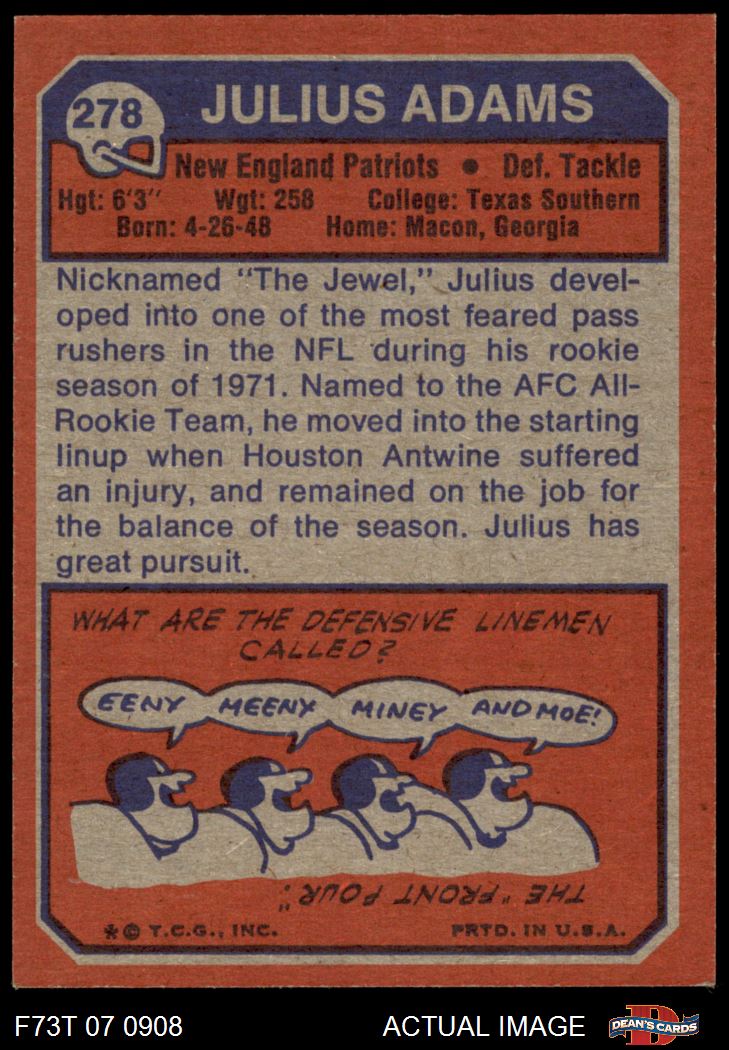 278
JULIUS ADAMS
New England Patriots • Def. Tackle
Hgt: 6'3" Wgt: 258 College: Texas Southern
Born: 4-26-48 Home: Macon, Georgia
Nicknamed "The Jewel," Julius devel-
oped into one of the most feared pass
rushers in the NFL during his rookie
season of 1971. Named to the AFC All-
Rookie Team, he moved into the starting
linup when Houston Antwine suffered
an injury, and remained on the job for
the balance of the season. Julius has
great pursuit.
WHAT ARE THE DEFENSIVE LINEMEN
CALLED?
EENY MEENY MINEY AND MOE!
THE "FRONT FOUR".
* © T.C.G., INC. PRTD. IN U.S.A.
F73T 07 0908 ACTUAL IMAGE D DEAN'S CARDS